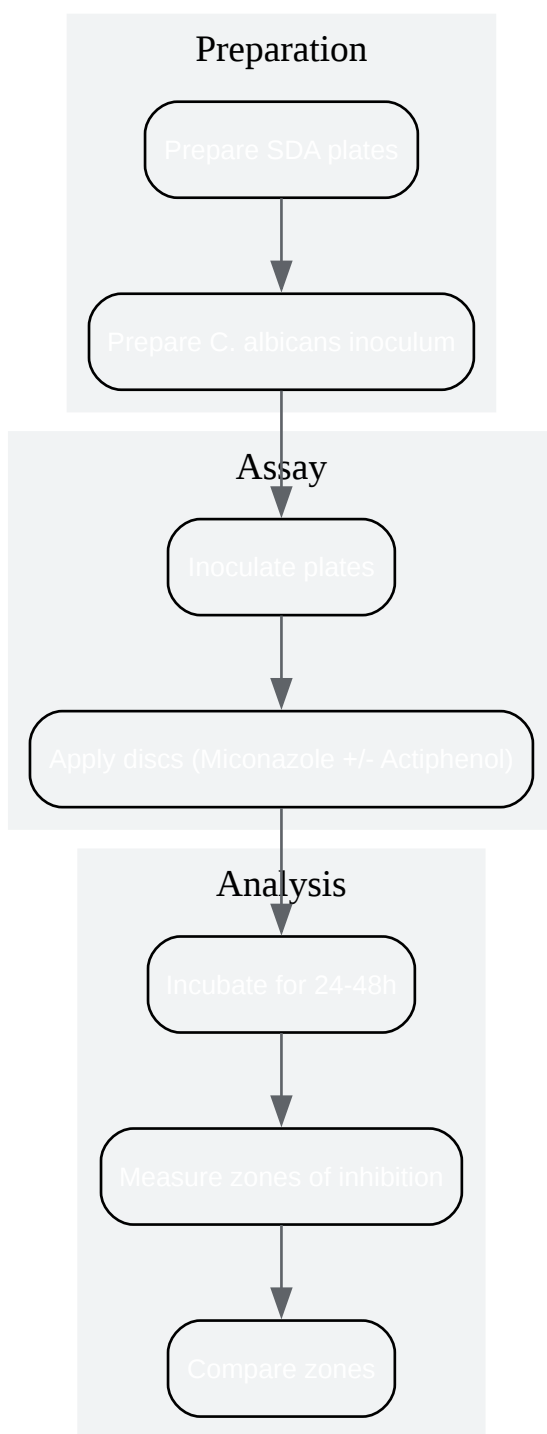 Preparation
Prepare SDA plates
Prepare C. albicans inoculum
Assay
Inoculate plates
Apply discs (Miconazole +/- Actiphenol)
Analysis
Incubate for 24-48h
Measure zones of inhibition
Compare zones